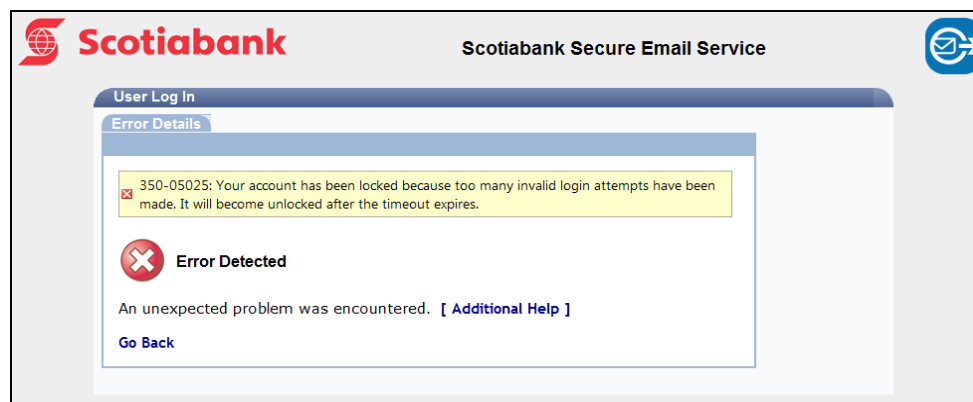 Scotiabank
Scotiabank Secure Email Service
User Log In
Error Details
350-05025: Your account has been locked because too many invalid login attempts have been
made. It will become unlocked after the timeout expires.
Error Detected
An unexpected problem was encountered. [ Additional Help ]
Go Back